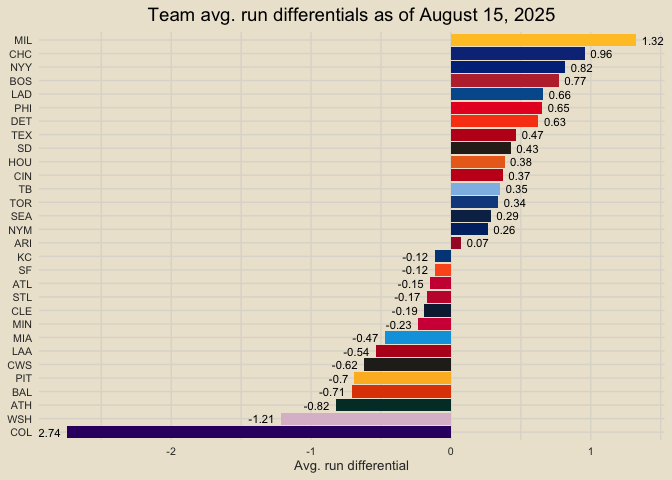 Team avg. run differentials as of August 15, 2025
MIL 1.32
CHC 0.96
NYY 0.82
BOS 0.77
LAD 0.66
PHI 0.65
DET 0.63
TEX 0.47
SD 0.43
HOU 0.38
CIN 0.37
TB 0.35
TOR 0.34
SEA 0.29
NYM 0.26
ARI 0.07
KC -0.12
SF -0.12
ATL -0.15
STL -0.17
CLE -0.19
MIN -0.23
MIA -0.47
LAA -0.54
CWS -0.62
PIT -0.7
BAL -0.71
ATH -0.82
WSH -1.21
COL 2.74
-2 -1 0 1
Avg. run differential